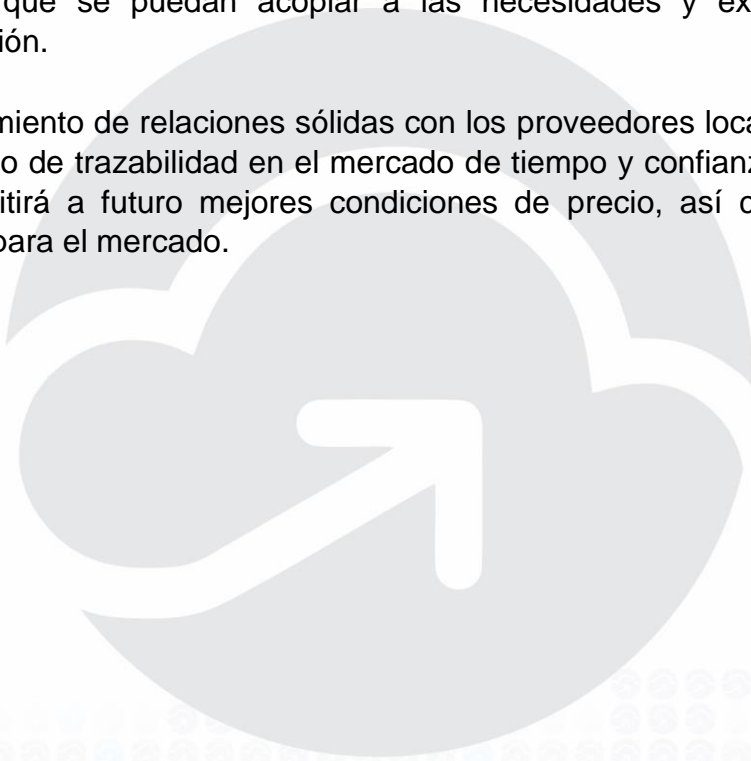 que se puedan acoplar a las necesidades y ex
ión.
miento de relaciones sólidas con los proveedores loca
o de trazabilidad en el mercado de tiempo y confianz
itirá a futuro mejores condiciones de precio, así c
para el mercado.